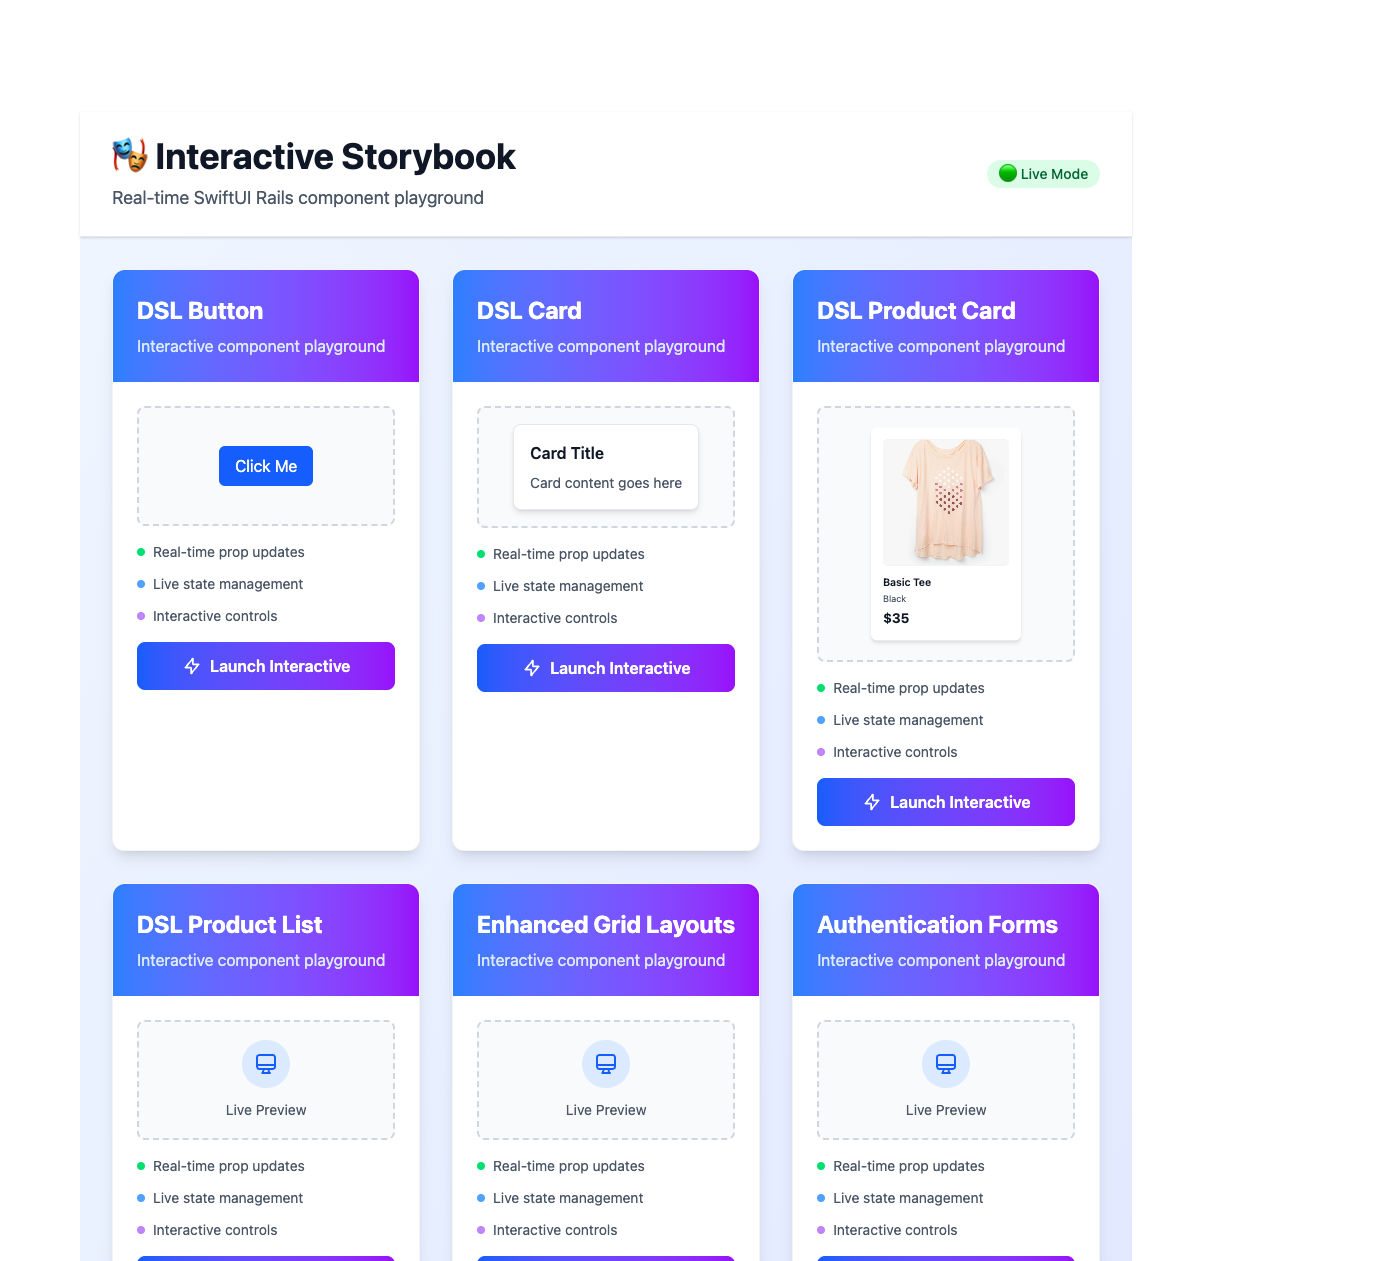 Interactive Storybook
Real-time SwiftUI Rails component playground
Live Mode
DSL Button
Interactive component playground
Click Me
Real-time prop updates
Live state management
Interactive controls
Launch Interactive
DSL Card
Interactive component playground
Card Title
Card content goes here
Real-time prop updates
Live state management
Interactive controls
Launch Interactive
DSL Product Card
Interactive component playground
Basic Tee
Black
$35
Real-time prop updates
Live state management
Interactive controls
Launch Interactive
DSL Product List
Interactive component playground
Live Preview
Real-time prop updates
Live state management
Interactive controls
Enhanced Grid Layouts
Interactive component playground
Live Preview
Real-time prop updates
Live state management
Interactive controls
Authentication Forms
Interactive component playground
Live Preview
Real-time prop updates
Live state management
Interactive controls